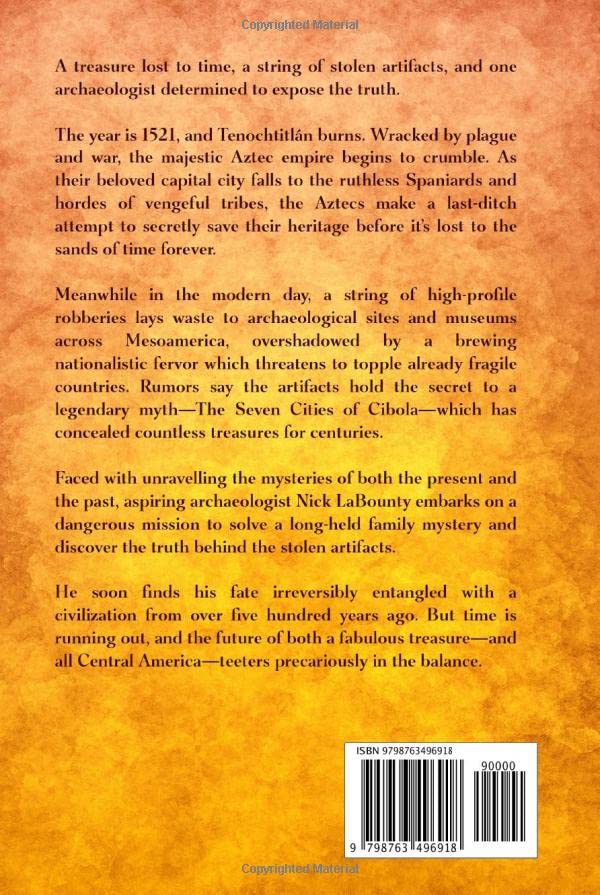 Copyrighted Material
A treasure lost to time, a string of stolen artifacts, and one
archaeologist determined to expose the truth.
The year is 1521, and Tenochtitlán burns. Wracked by plague
and war, the majestic Aztec empire begins to crumble. As
their beloved capital city falls to the ruthless Spaniards and
hordes of vengeful tribes, the Aztecs make a last-ditch
attempt to secretly save their heritage before it's lost to the
sands of time forever.
Meanwhile in the modern day, a string of high-profile
robberies lays waste to archaeological sites and museums
across Mesoamerica, overshadowed by a brewing
nationalistic fervor which threatens to topple already fragile
countries. Rumors say the artifacts hold the secret to a
legendary myth—The Seven Cities of Cibola—which has
concealed countless treasures for centuries.
Faced with unravelling the mysteries of both the present and
the past, aspiring archaeologist Nick LaBounty embarks on a
dangerous mission to solve a long-held family mystery and
discover the truth behind the stolen artifacts.
He soon finds his fate irreversibly entangled with a
civilization from over five hundred years ago. But time is
running out, and the future of both a fabulous treasure—and
all Central America—teeters precariously in the balance.
ISBN 9798763496918
90000
9 798763 496918
Copyrighted Material